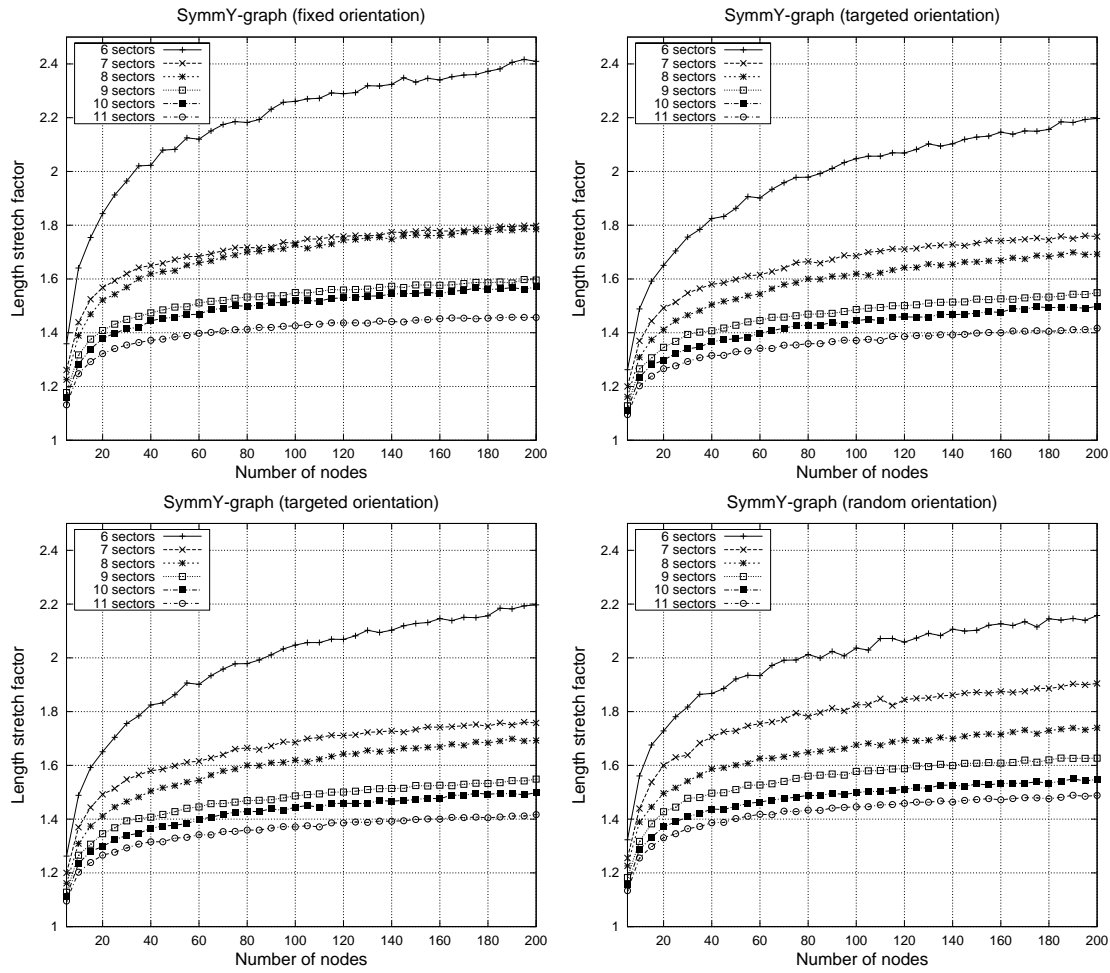 SymmY-graph (fixed orientation)
6 sectors
7 sectors
8 sectors
9 sectors
10 sectors
11 sectors
2.4
2.2
2
1.8
1.6
1.4
1.2
1
Length stretch factor
20 40 60 80 100 120 140 160 180 200
Number of nodes
SymmY-graph (targeted orientation)
6 sectors
7 sectors
8 sectors
9 sectors
10 sectors
11 sectors
2.4
2.2
2
1.8
1.6
1.4
1.2
1
Length stretch factor
20 40 60 80 100 120 140 160 180 200
Number of nodes
SymmY-graph (targeted orientation)
6 sectors
7 sectors
8 sectors
9 sectors
10 sectors
11 sectors
2.4
2.2
2
1.8
1.6
1.4
1.2
1
Length stretch factor
20 40 60 80 100 120 140 160 180 200
Number of nodes
SymmY-graph (random orientation)
6 sectors
7 sectors
8 sectors
9 sectors
10 sectors
11 sectors
2.4
2.2
2
1.8
1.6
1.4
1.2
1
Length stretch factor
20 40 60 80 100 120 140 160 180 200
Number of nodes